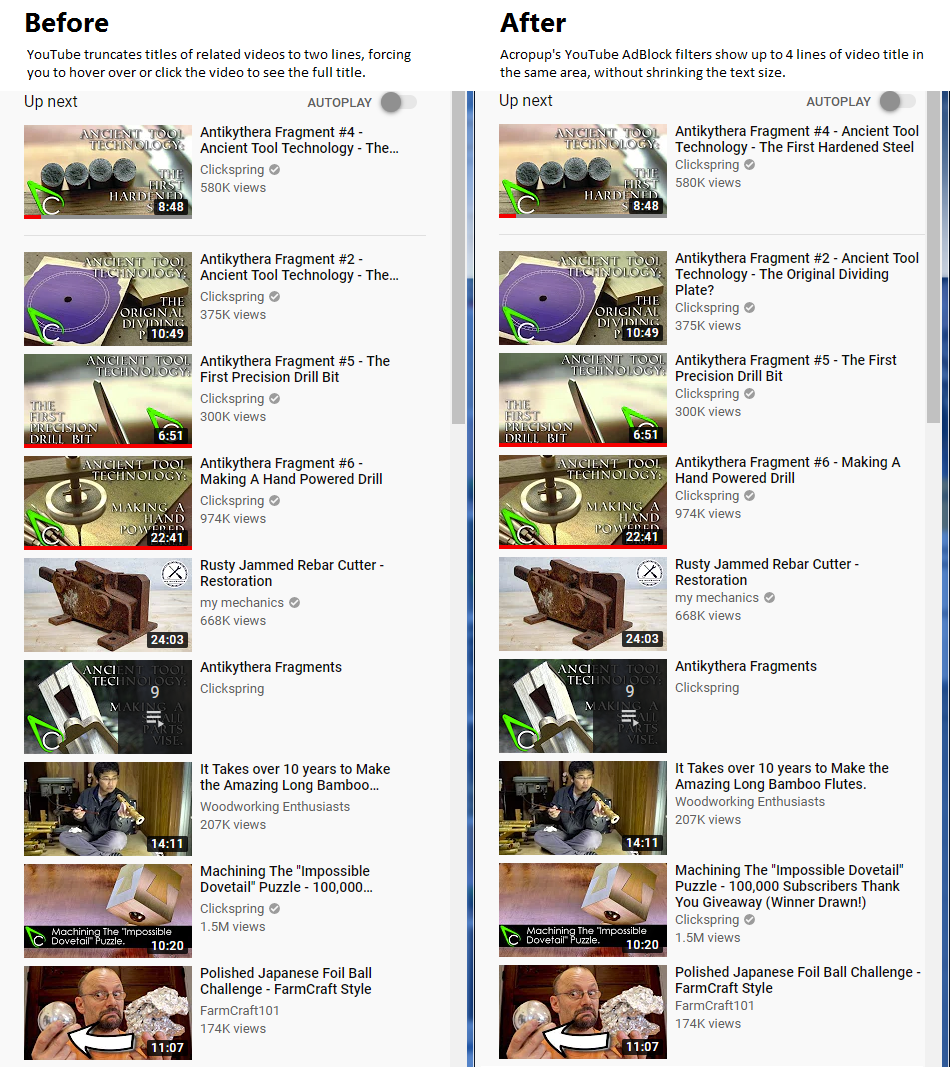 Before
YouTube truncates titles of related videos to two lines, forcing
you to hover over or click the video to see the full title.
Up next
AUTOPLAY
ANCIENT TOOL
TECHNOLOGY:
THE
FIRST
HARDENED
8:48
Antikythera Fragment #4 -
Ancient Tool Technology - The...
Clickspring
580K views
ANCIENT TOOL
TECHNOLOGY:
THE
ORIGINAL
DIVIDING
10:49
Antikythera Fragment #2 -
Ancient Tool Technology - The...
Clickspring
375K views
ANCIENT TOOL
TECHNOLOGY:
THE
FIRST
PRECISION
DRILL BIT
6:51
Antikythera Fragment #5 - The
First Precision Drill Bit
Clickspring
300K views
ANCIENT TOOL
TECHNOLOGY:
MAKING A
HAND
POWERED
22:41
Antikythera Fragment #6 -
Making A Hand Powered Drill
Clickspring
974K views
24:03
Rusty Jammed Rebar Cutter -
Restoration
my mechanics
668K views
9
Antikythera Fragments
Clickspring
14:11
It Takes over 10 years to Make
the Amazing Long Bamboo...
Woodworking Enthusiasts
207K views
Machining The "Impossible
Dovetail" Puzzle.
10:20
Machining The "Impossible
Dovetail" Puzzle - 100,000...
Clickspring
1.5M views
11:07
Polished Japanese Foil Ball
Challenge - FarmCraft Style
FarmCraft101
174K views
After
Acropup's YouTube AdBlock filters show up to 4 lines of video title in
the same area, without shrinking the text size.
Up next
AUTOPLAY
ANCIENT TOOL
TECHNOLOGY:
THE
FIRST
HARDENED
8:48
Antikythera Fragment #4 - Ancient Tool
Technology - The First Hardened Steel
Clickspring
580K views
ANCIENT TOOL
TECHNOLOGY:
THE
ORIGINAL
DIVIDING
10:49
Antikythera Fragment #2 - Ancient Tool
Technology - The Original Dividing
Plate?
Clickspring
375K views
ANCIENT TOOL
TECHNOLOGY:
THE
FIRST
PRECISION
DRILL BIT
6:51
Antikythera Fragment #5 - The First
Precision Drill Bit
Clickspring
300K views
ANCIENT TOOL
TECHNOLOGY:
MAKING A
HAND
POWERED
22:41
Antikythera Fragment #6 - Making A
Hand Powered Drill
Clickspring
974K views
24:03
Rusty Jammed Rebar Cutter -
Restoration
my mechanics
668K views
9
Antikythera Fragments
Clickspring
14:11
It Takes over 10 years to Make the
Amazing Long Bamboo Flutes.
Woodworking Enthusiasts
207K views
Machining The "Impossible
Dovetail" Puzzle.
10:20
Machining The "Impossible Dovetail"
Puzzle - 100,000 Subscribers Thank
You Giveaway (Winner Drawn!)
Clickspring
1.5M views
11:07
Polished Japanese Foil Ball Challenge -
FarmCraft Style
FarmCraft101
174K views